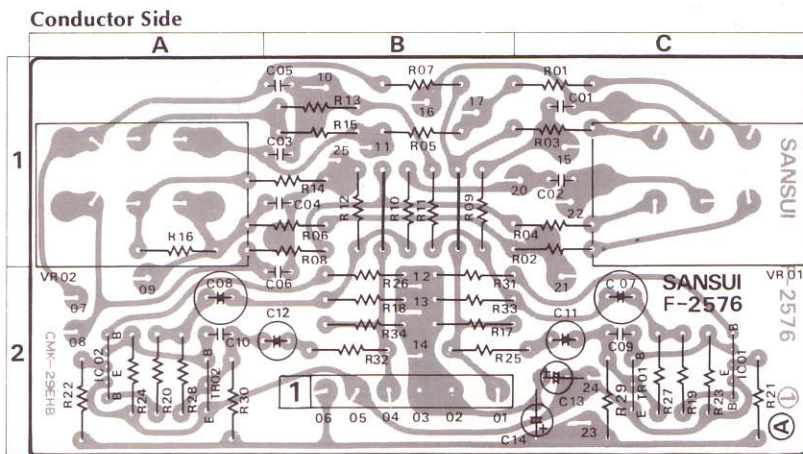 Conductor Side
A B C
C05 10 R07 R01
R13 16 17 C01
R15 R05 R03
C03 25 11 15
1
SANSUI
R14 20 C02
C04 R12 R10 R11 R09 22
R06 R04
R16 R08 R02
VR02 09 C06 12 R31 21 VR01
07 C08 R26 C07 SANSUI
F-2576
13 R18 R33
08 C12 C11
C10 R34 R17 C09
2
CMK-29EHB
R32 14 R25
R22 IC02 B E B R24 R20 R28 B TR02 E R30
C13 24 R29 B TR01 E R27 R19 R23 B E B IC01 R21
1
06 05 04 03 02 01
C14 23
F-2576 1
A